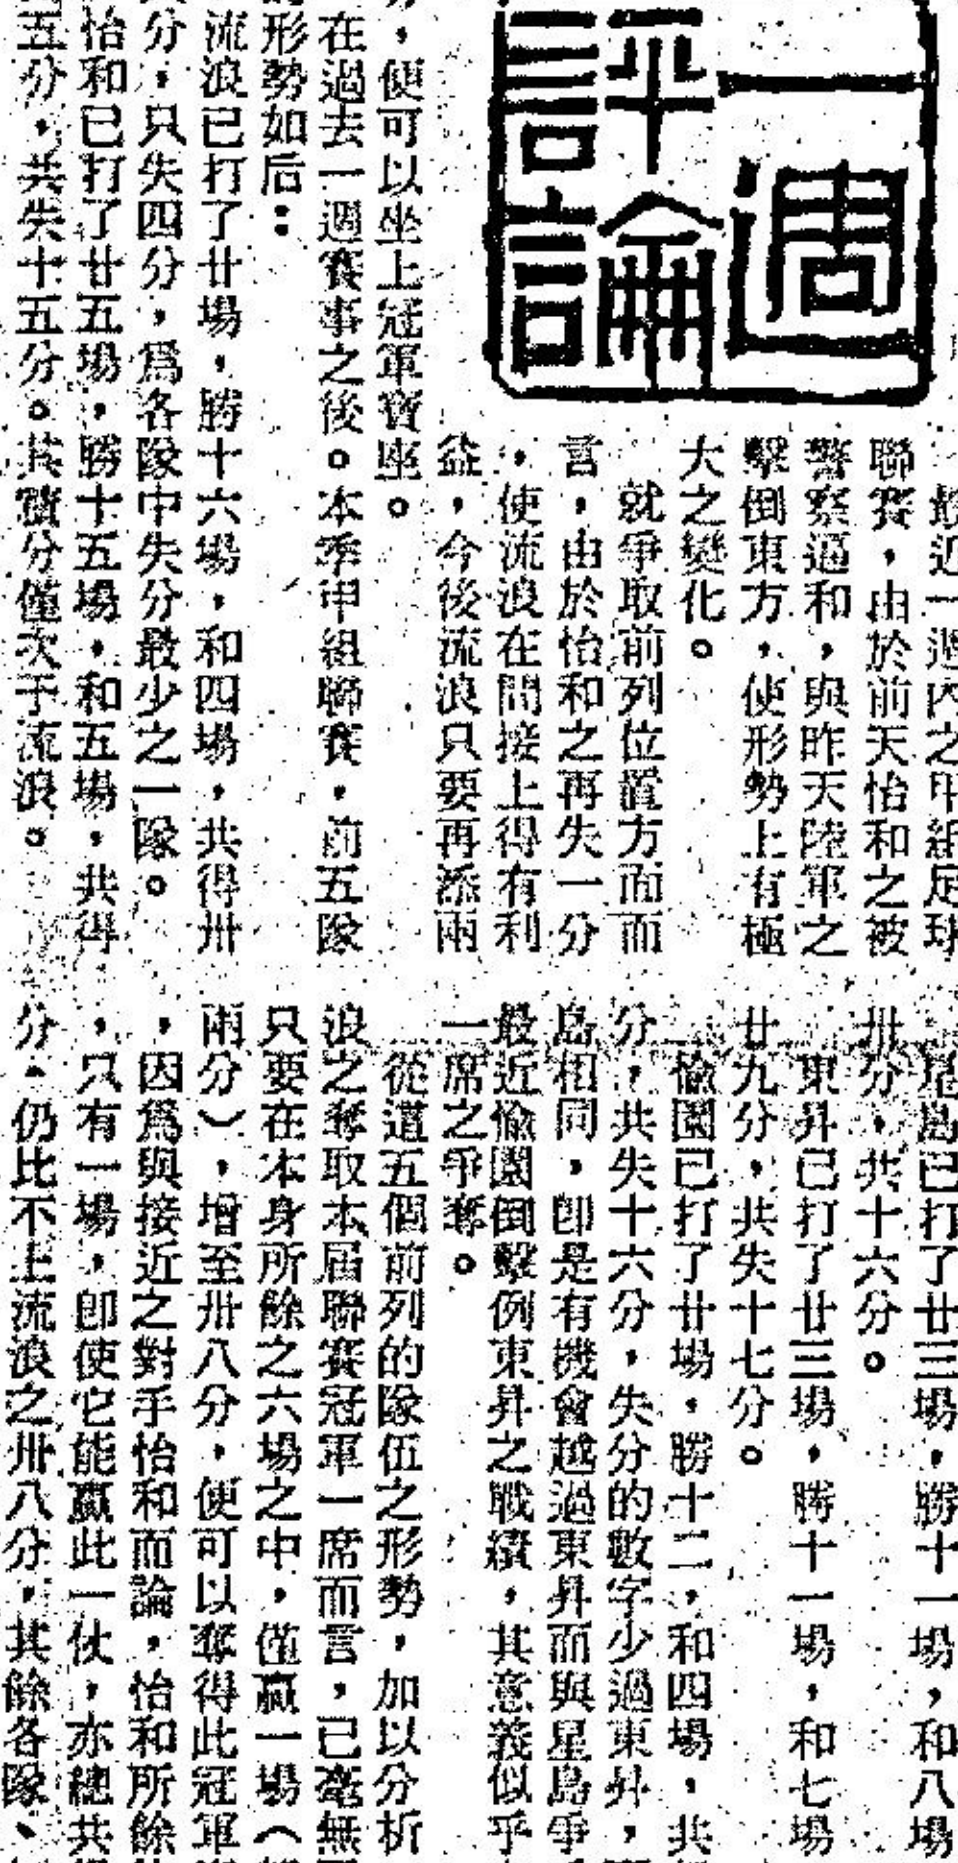 一週
評論
最近一週內之甲組足球
聯賽，由於前天怡和之被
警察逼和，與昨天陸軍之
擊倒東方，使形勢上有極
大之變化。
就爭取前列位置方面而
言，由於怡和之再失一分
，使流浪在間接上得有利
益，今後流浪只要再添兩
分，便可以坐上冠軍寶座。
在過去一週賽事之後。本季甲組聯賽，前五隊
形勢如后：
流浪已打了廿場，勝十六場，和四場，共得卅
分，只失四分，爲各隊中失分最少之一隊。
怡和已打了廿五場，勝十五場，和五場，共得
五分，共失十五分。其積分僅次于流浪。
星島已打了廿三場，勝十一場，和八場
卅分，共十六分。
東昇已打了廿三場，勝十一場，和七場
廿九分，共失十七分。
愉園已打了廿場，勝十二，和四場，共
分，共失十六分，失分的數字少過東昇，
島相同，卽是有機會越過東昇而與星島爭
最近愉園倒擊例東昇之戰績，其意義似乎
一席之爭奪。
從這五個前列的隊伍之形勢，加以分析
浪之奪取本屆聯賽冠軍一席而言，已毫無
只要在本身所餘之六場之中，僅贏一場（
兩分），增至卅八分，便可以奪得此冠軍
，因爲與接近之對手怡和而論，怡和所餘
，只有一場，卽使它能贏此一仗，亦總共
分，仍比不上流浪之卅八分，其餘各隊、